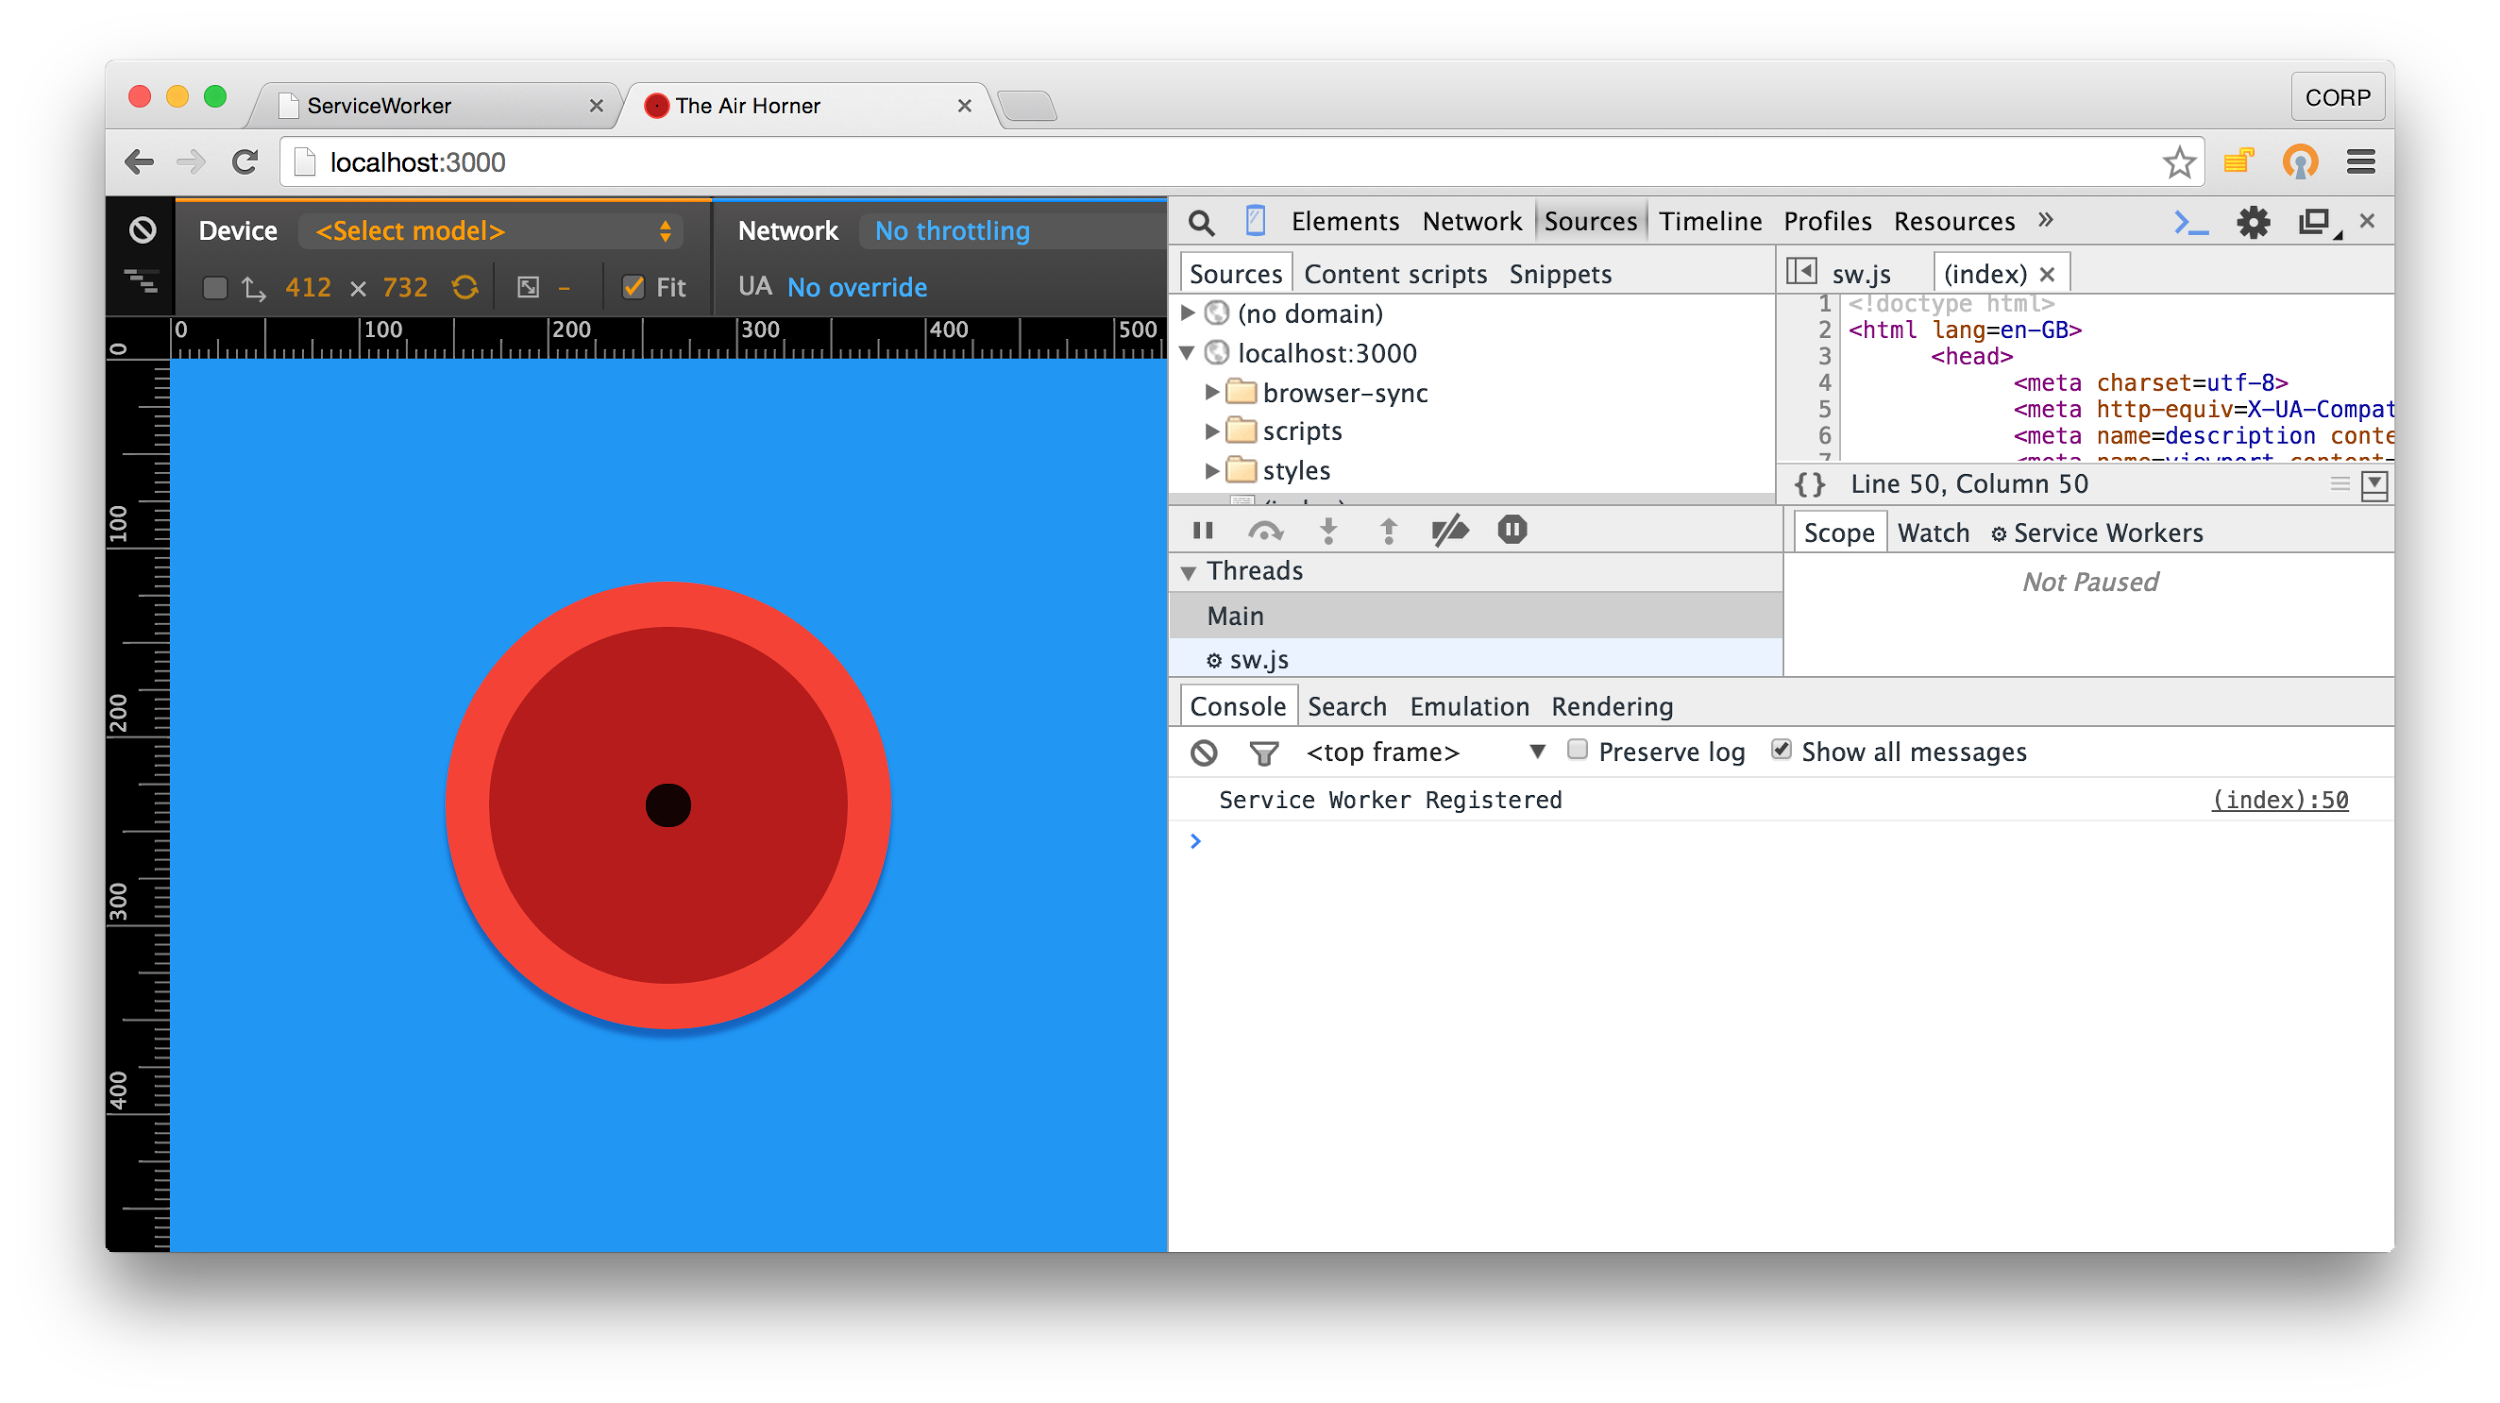 ServiceWorker
The Air Horner
CORP
localhost:3000
Device <Select model>
Network No throttling
412 × 732 – Fit
UA No override
0 100 200 300 400 500
0
100
200
300
400
Elements Network Sources Timeline Profiles Resources »
Sources Content scripts Snippets
(no domain)
localhost:3000
browser-sync
scripts
styles
sw.js (index) ×
1 <!doctype html>
2 <html lang=en-GB>
3 <head>
4 <meta charset=utf-8>
5 <meta http-equiv=X-UA-Compat
6 <meta name=description conte
7 <meta name=viewport content=
{} Line 50, Column 50
Threads
Main
sw.js
Scope Watch Service Workers
Not Paused
Console Search Emulation Rendering
<top frame> Preserve log Show all messages
Service Worker Registered (index):50